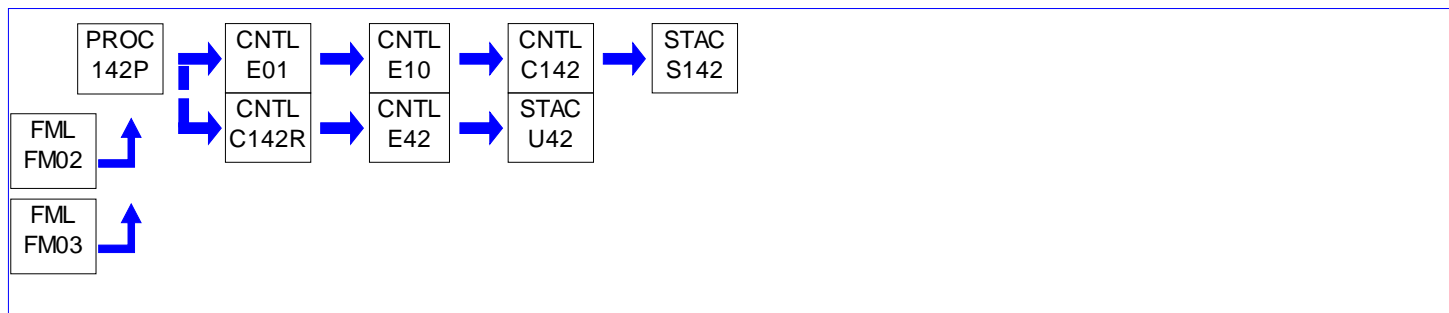 PROC
142P
CNTL
E01
CNTL
E10
CNTL
C142
STAC
S142
CNTL
C142R
CNTL
E42
STAC
U42
FML
FM02
FML
FM03